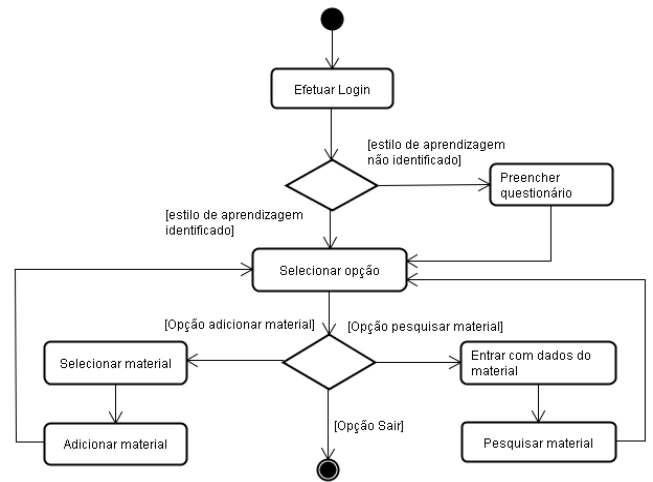 Efetuar Login
[estilo de aprendizagem
não identificado]
Preencher
questionário
[estilo de aprendizagem
identificado]
Selecionar opção
[Opção adicionar material]
[Opção pesquisar material]
Selecionar material
Entrar com dados do
material
[Opção Sair]
Adicionar material
Pesquisar material